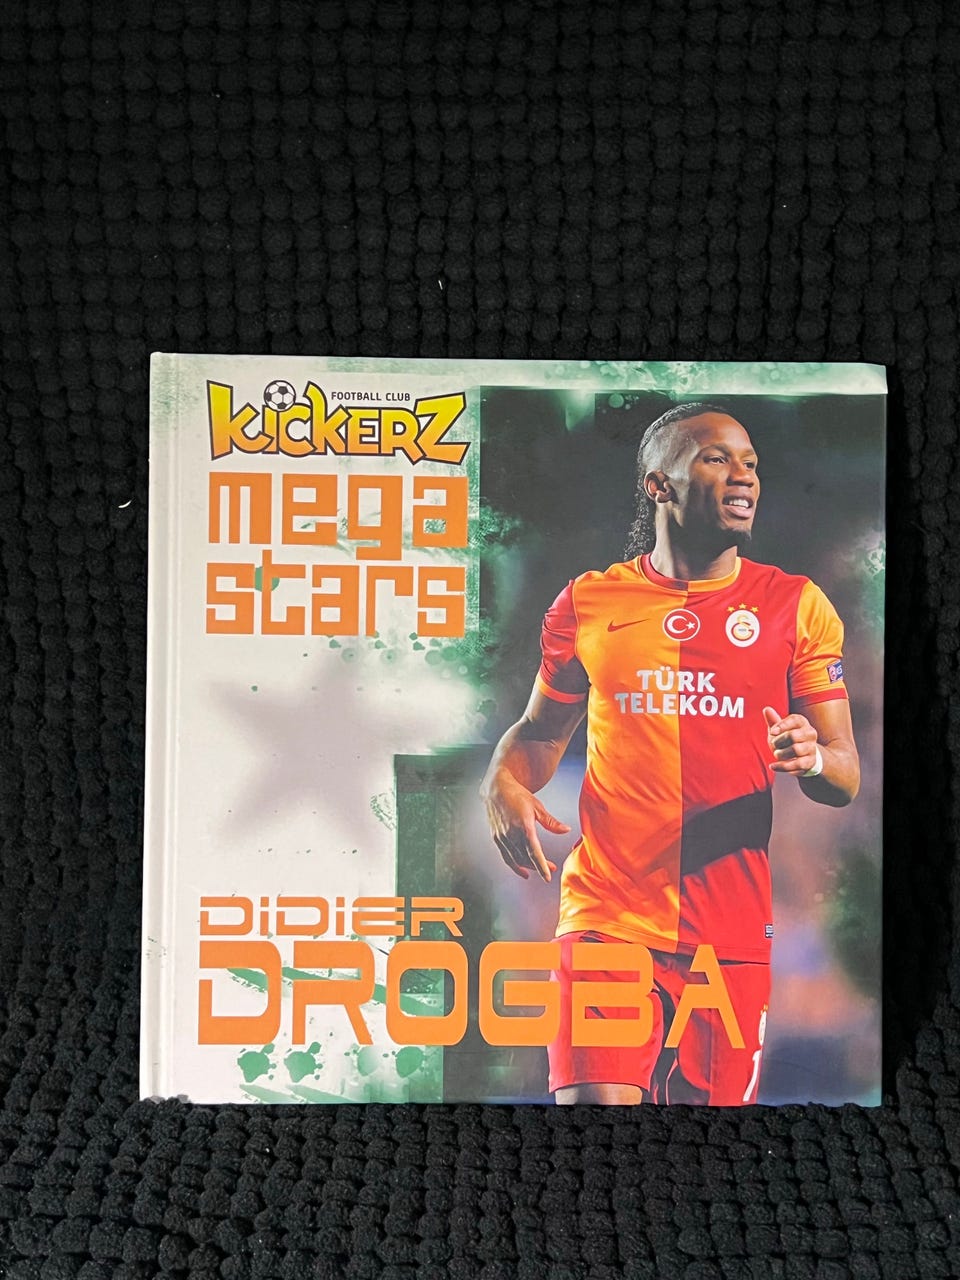 FOOTBALL CLUB
KiCKERZ
mega
stars
TÜRK
TELEKOM
DiDiER
DROGBA